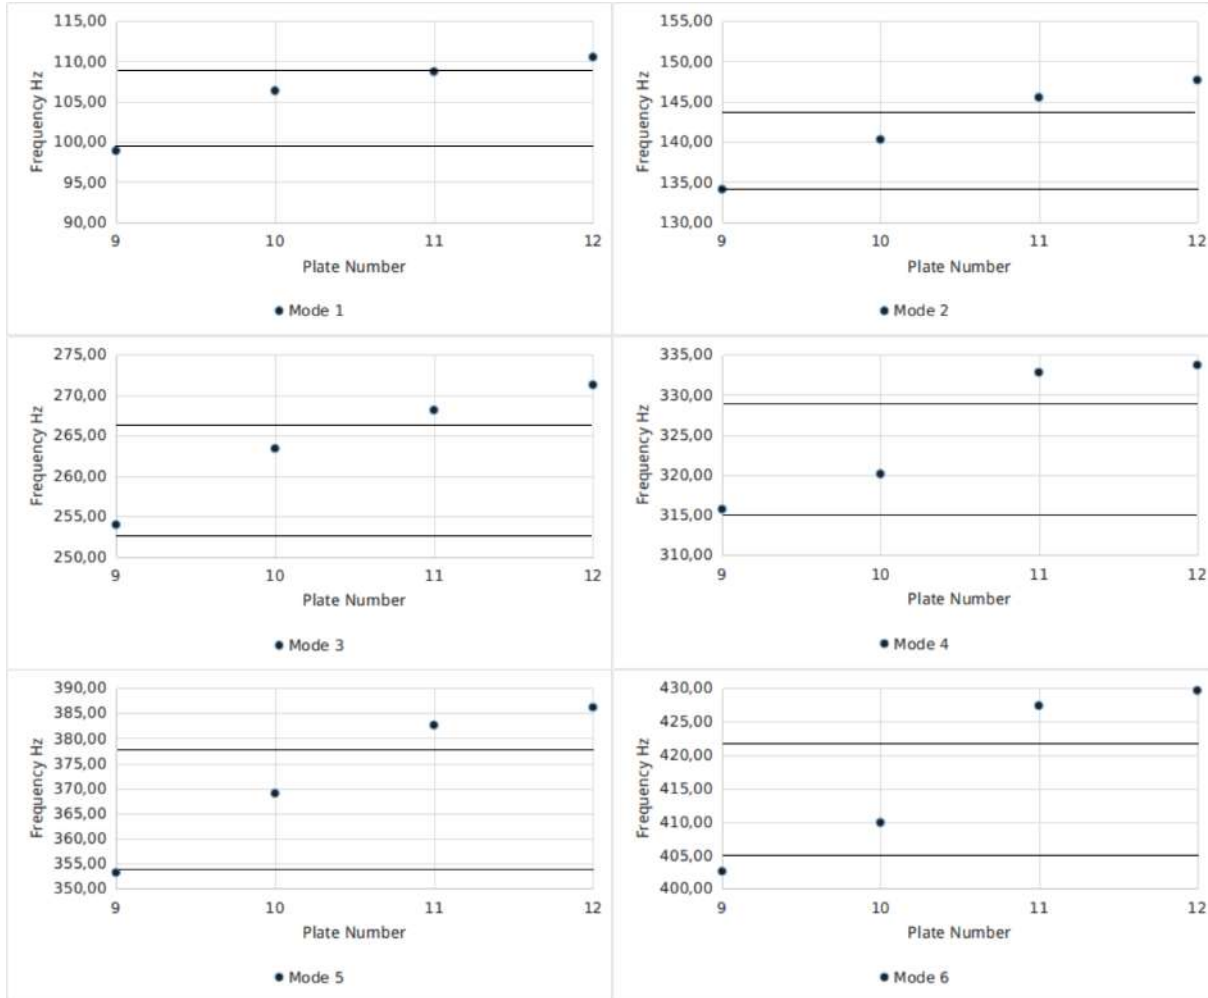 115,00
110,00
105,00
100,00
95,00
90,00
Frequency Hz
9 10 11 12
Plate Number
Mode 1
155,00
150,00
145,00
140,00
135,00
130,00
Frequency Hz
9 10 11 12
Plate Number
Mode 2
275,00
270,00
265,00
260,00
255,00
250,00
Frequency Hz
9 10 11 12
Plate Number
Mode 3
335,00
330,00
325,00
320,00
315,00
310,00
Frequency Hz
9 10 11 12
Plate Number
Mode 4
390,00
385,00
380,00
375,00
370,00
365,00
360,00
355,00
350,00
Frequency Hz
9 10 11 12
Plate Number
Mode 5
430,00
425,00
420,00
415,00
410,00
405,00
400,00
Frequency Hz
9 10 11 12
Plate Number
Mode 6